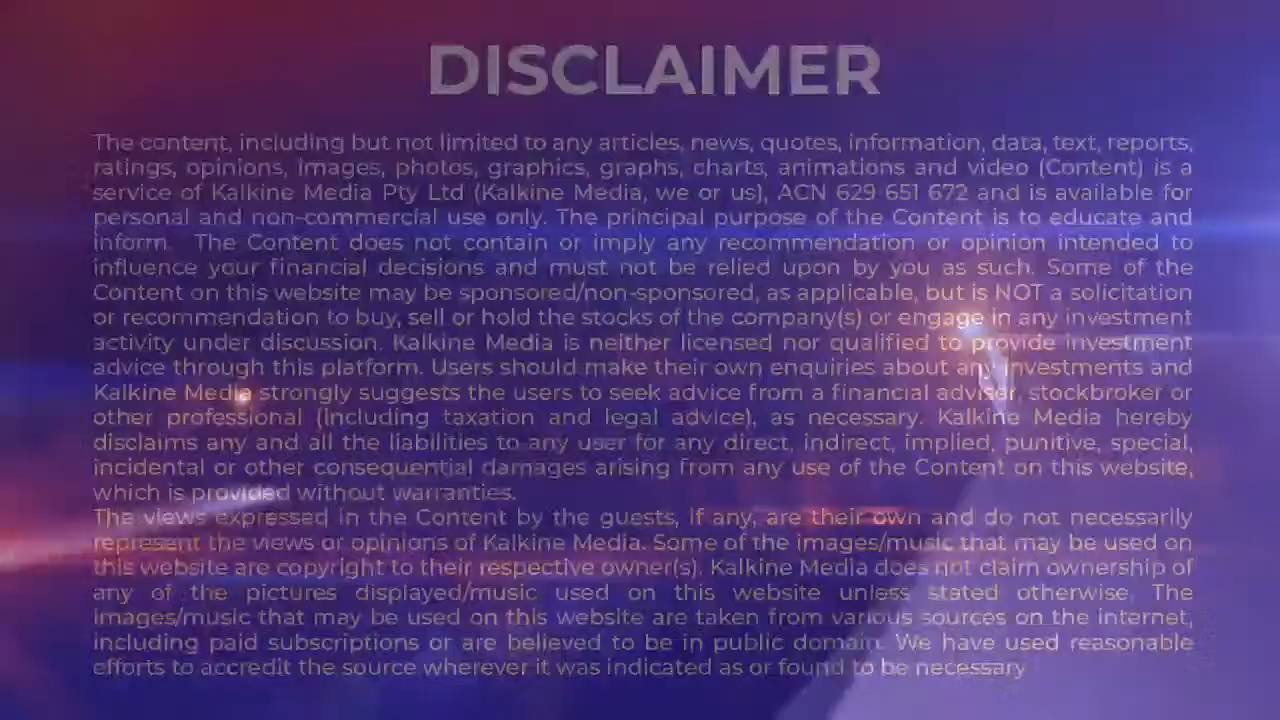 DISCLAIMER
The content, including but not limited to any articles, news, quotes, information, data, text, reports,
ratings, opinions, images, photos, graphics, graphs, charts, animations and video (Content) is a
service of Kalkine Media Pty Ltd (Kalkine Media, we or us), ACN 629 651 672 and is available for
personal and non-commercial use only. The principal purpose of the Content is to educate and
inform. The Content does not contain or imply any recommendation or opinion intended to
influence your financial decisions and must not be relied upon by you as such. Some of the
Content on this website may be sponsored/non-sponsored, as applicable, but is NOT a solicitation
or recommendation to buy, sell or hold the stocks of the company(s) or engage in any investment
activity under discussion. Kalkine Media is neither licensed nor qualified to provide investment
advice through this platform. Users should make their own enquiries about any investments and
Kalkine Media strongly suggests the users to seek advice from a financial adviser, stockbroker or
other professional (including taxation and legal advice), as necessary. Kalkine Media hereby
disclaims any and all the liabilities to any user for any direct, indirect, implied, punitive, special,
incidental or other consequential damages arising from any use of the Content on this website,
which is provided without warranties.
The views expressed in the Content by the guests, if any, are their own and do not necessarily
represent the views or opinions of Kalkine Media. Some of the images/music that may be used on
this website are copyright to their respective owner(s). Kalkine Media does not claim ownership of
any of the pictures displayed/music used on this website unless stated otherwise. The
images/music that may be used on this website are taken from various sources on the internet,
including paid subscriptions or are believed to be in public domain. We have used reasonable
efforts to accredit the source wherever it was indicated as or found to be necessary